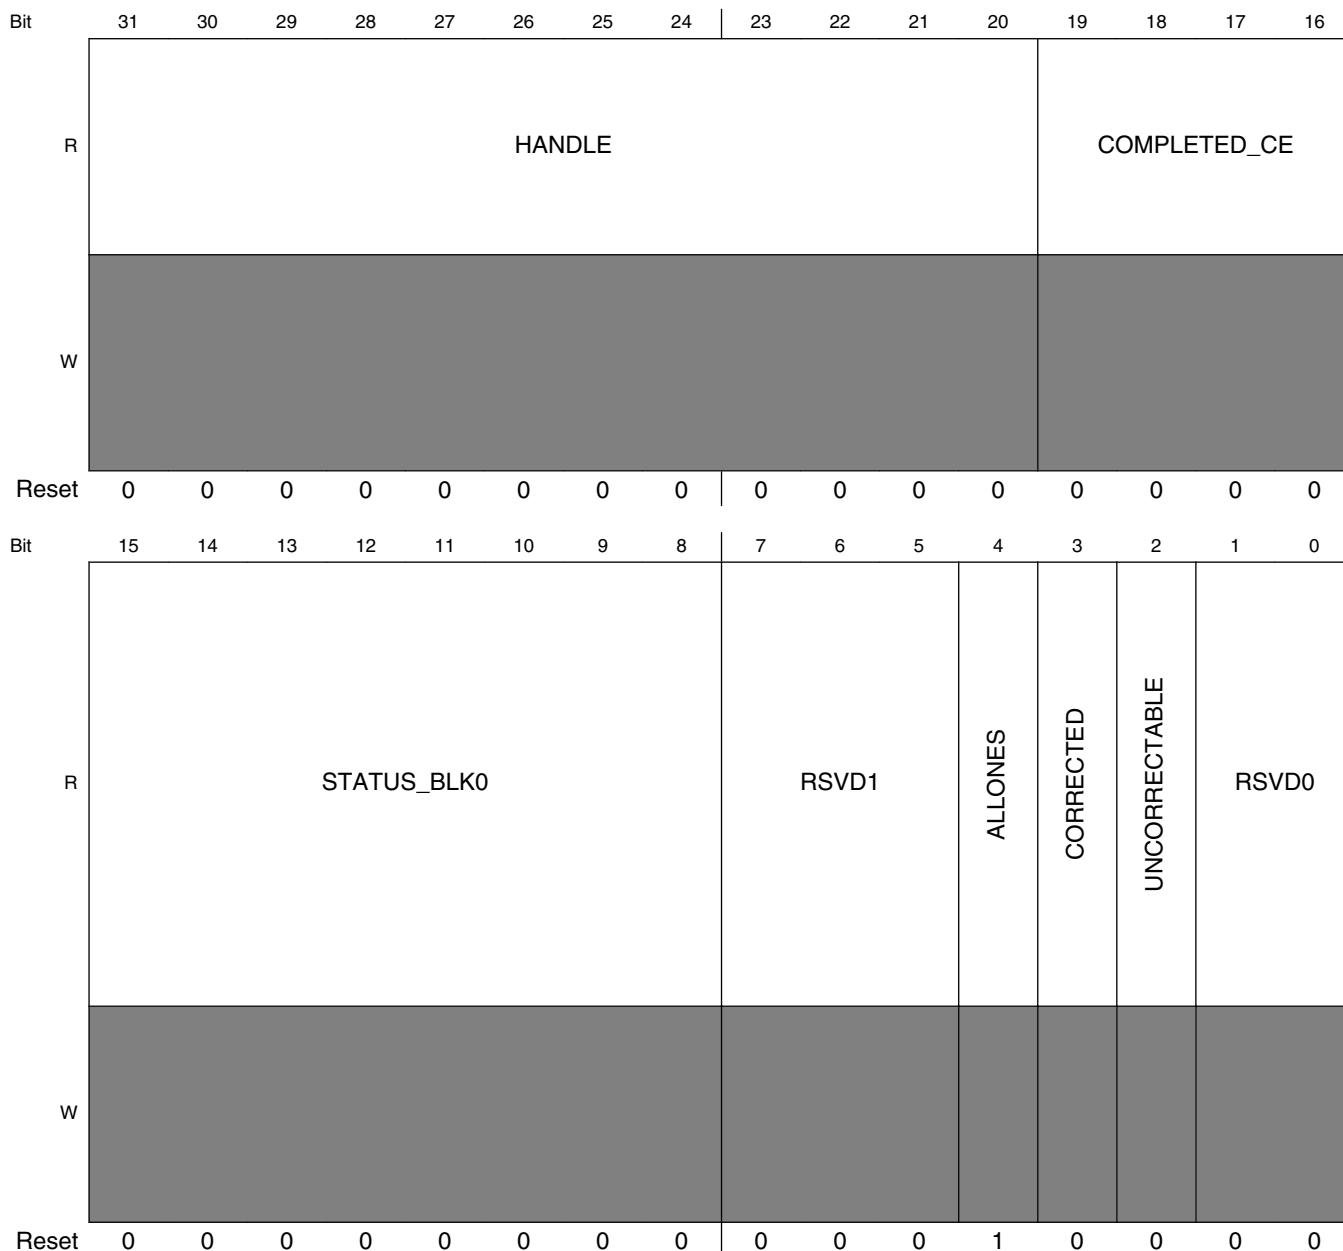 Bit 31 30 29 28 27 26 25 24 23 22 21 20 19 18 17 16
R HANDLE COMPLETED_CE
W
Reset 0 0 0 0 0 0 0 0 0 0 0 0 0 0 0 0
Bit 15 14 13 12 11 10 9 8 7 6 5 4 3 2 1 0
R STATUS_BLK0 RSVD1 ALLONES CORRECTED UNCORRECTABLE RSVD0
W
Reset 0 0 0 0 0 0 0 0 0 0 0 1 0 0 0 0